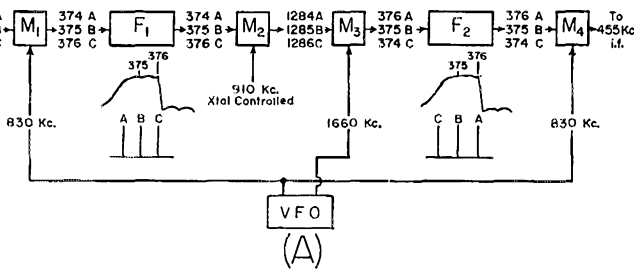 A 374 A 374 A 1284A 376 A 376 A To
M1 375 B F1 375 B M2 1285B M3 375 B F2 375 B M4 455Kc
C 376 C 376 C 1286C 374 C 374 C i.f.
376 376
375 375
910 Kc.
Xtal Controlled
830 Kc. A B C 1660 Kc. C B A 830 Kc.
VFO
(A)